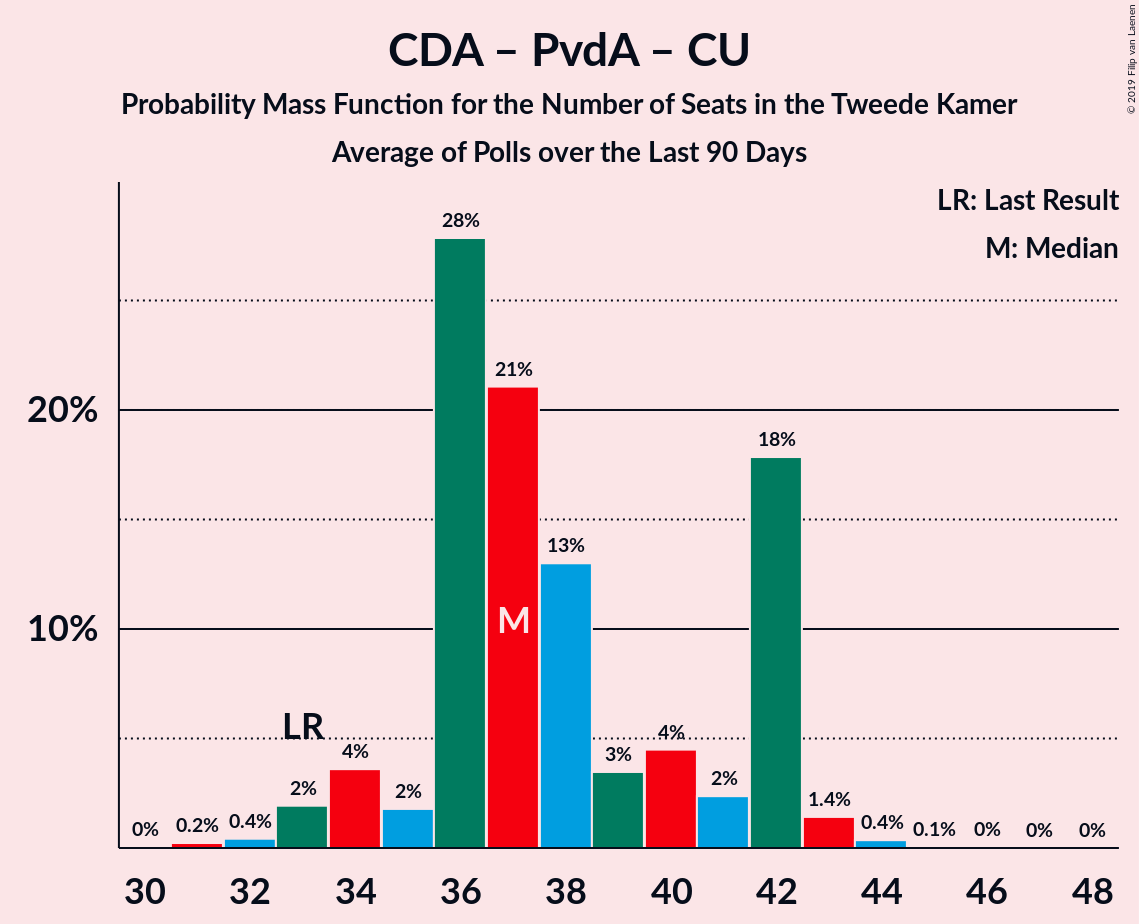 CDA – PvdA – CU
Probability Mass Function for the Number of Seats in the Tweede Kamer
Average of Polls over the Last 90 Days
© 2019 Filip van Laenen
LR: Last Result
M: Median
28%
21%
20%
18%
13%
M
10%
LR
4%
4%
3%
2%
2%
2%
1.4%
0%
0.2%
0.4%
0.4%
0.1%
0%
0%
0%
30 32 34 36 38 40 42 44 46 48